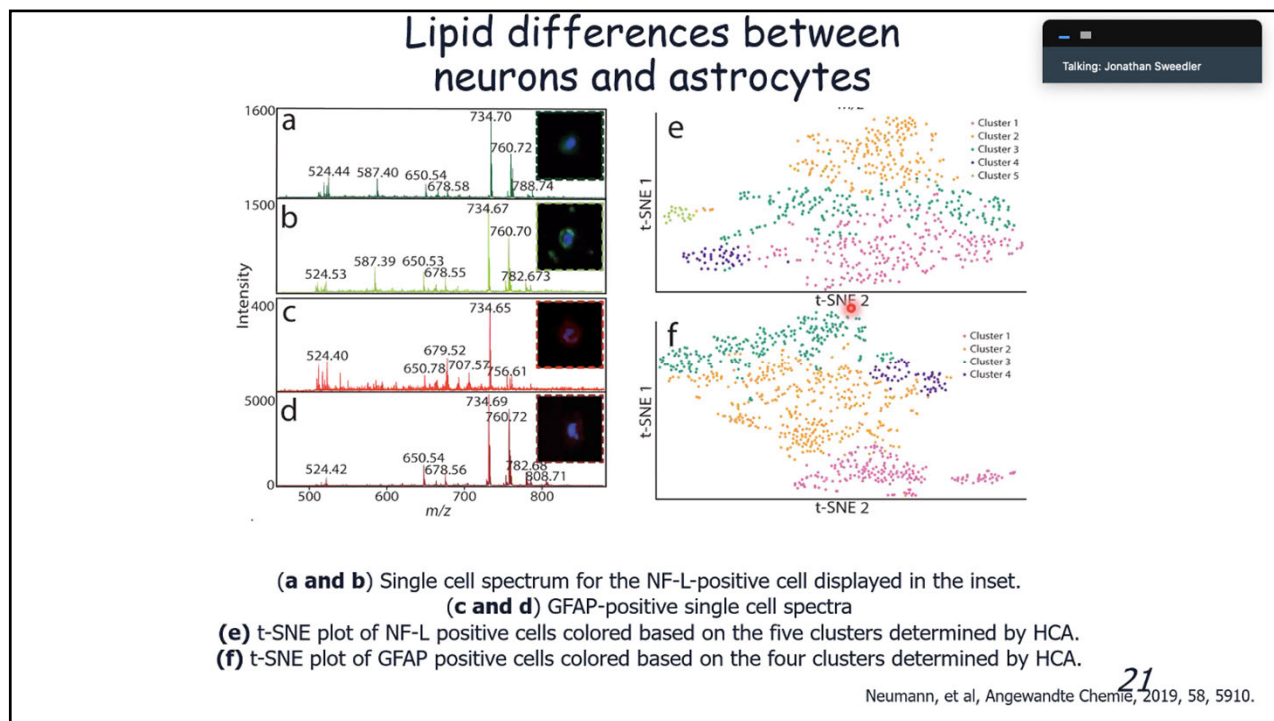 Lipid differences between
neurons and astrocytes
Talking: Jonathan Sweedler
1600
a
734.70
760.72
524.44
587.40
650.54
678.58
788.74
1500
b
734.67
760.70
587.39
650.53
524.53
678.55
782.673
Intensity
400
c
734.65
524.40
679.52
650.78
707.57
756.61
5000
d
734.69
760.72
650.54
524.42
678.56
782.68
808.71
0
500
600
700
800
m/z
e
Cluster 1
Cluster 2
Cluster 3
Cluster 4
Cluster 5
t-SNE 1
t-SNE 2
f
Cluster 1
Cluster 2
Cluster 3
Cluster 4
t-SNE 1
t-SNE 2
(a and b) Single cell spectrum for the NF-L-positive cell displayed in the inset.
(c and d) GFAP-positive single cell spectra
(e) t-SNE plot of NF-L positive cells colored based on the five clusters determined by HCA.
(f) t-SNE plot of GFAP positive cells colored based on the four clusters determined by HCA.
21
Neumann, et al, Angewandte Chemie, 2019, 58, 5910.